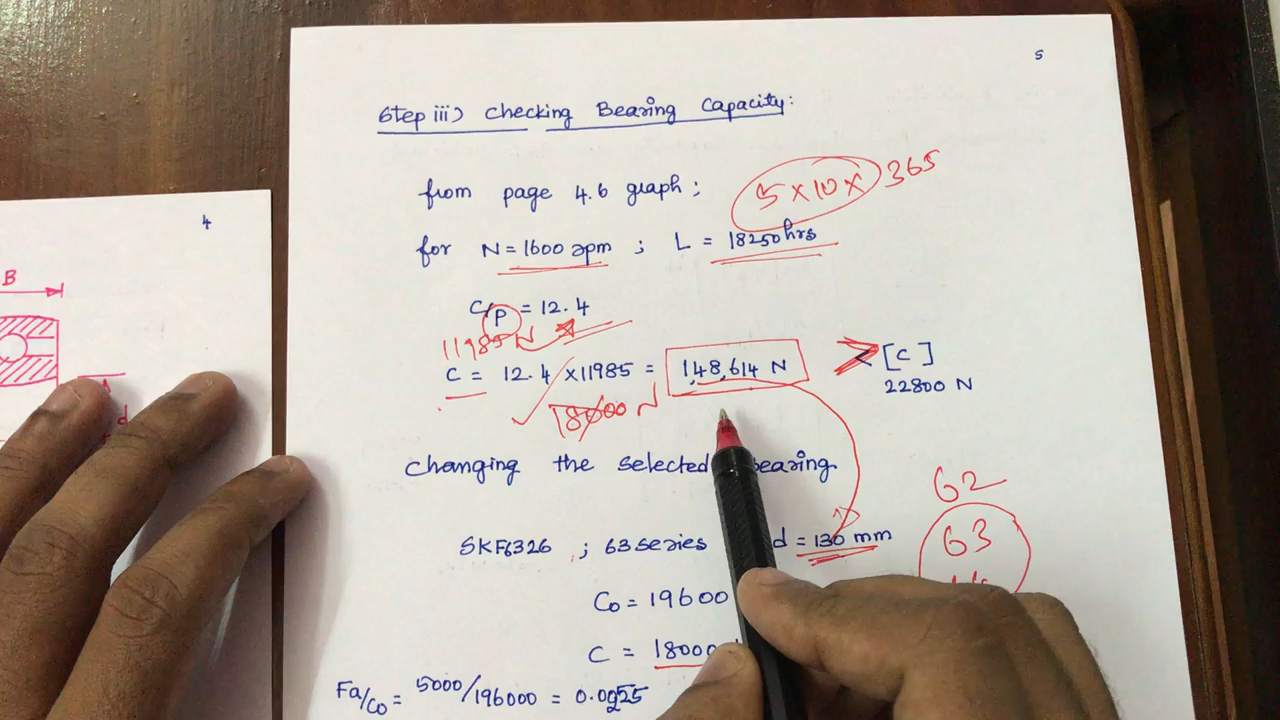 5
4
B
d
Step iii) Checking Bearing Capacity:
from page 4.6 graph ;
5 × 10 × 365
for N = 1600 rpm ; L = 18250 hrs
C/P = 12.4
11985 N
C = 12.4 × 11985 = 148,614 N > [C]
22800 N
18000 N
Changing the selected bearing
62
SKF6326 ; 63 series d = 130 mm
63
Co = 19600
C = 18000
Fa/Co = 5000/196000 = 0.0255